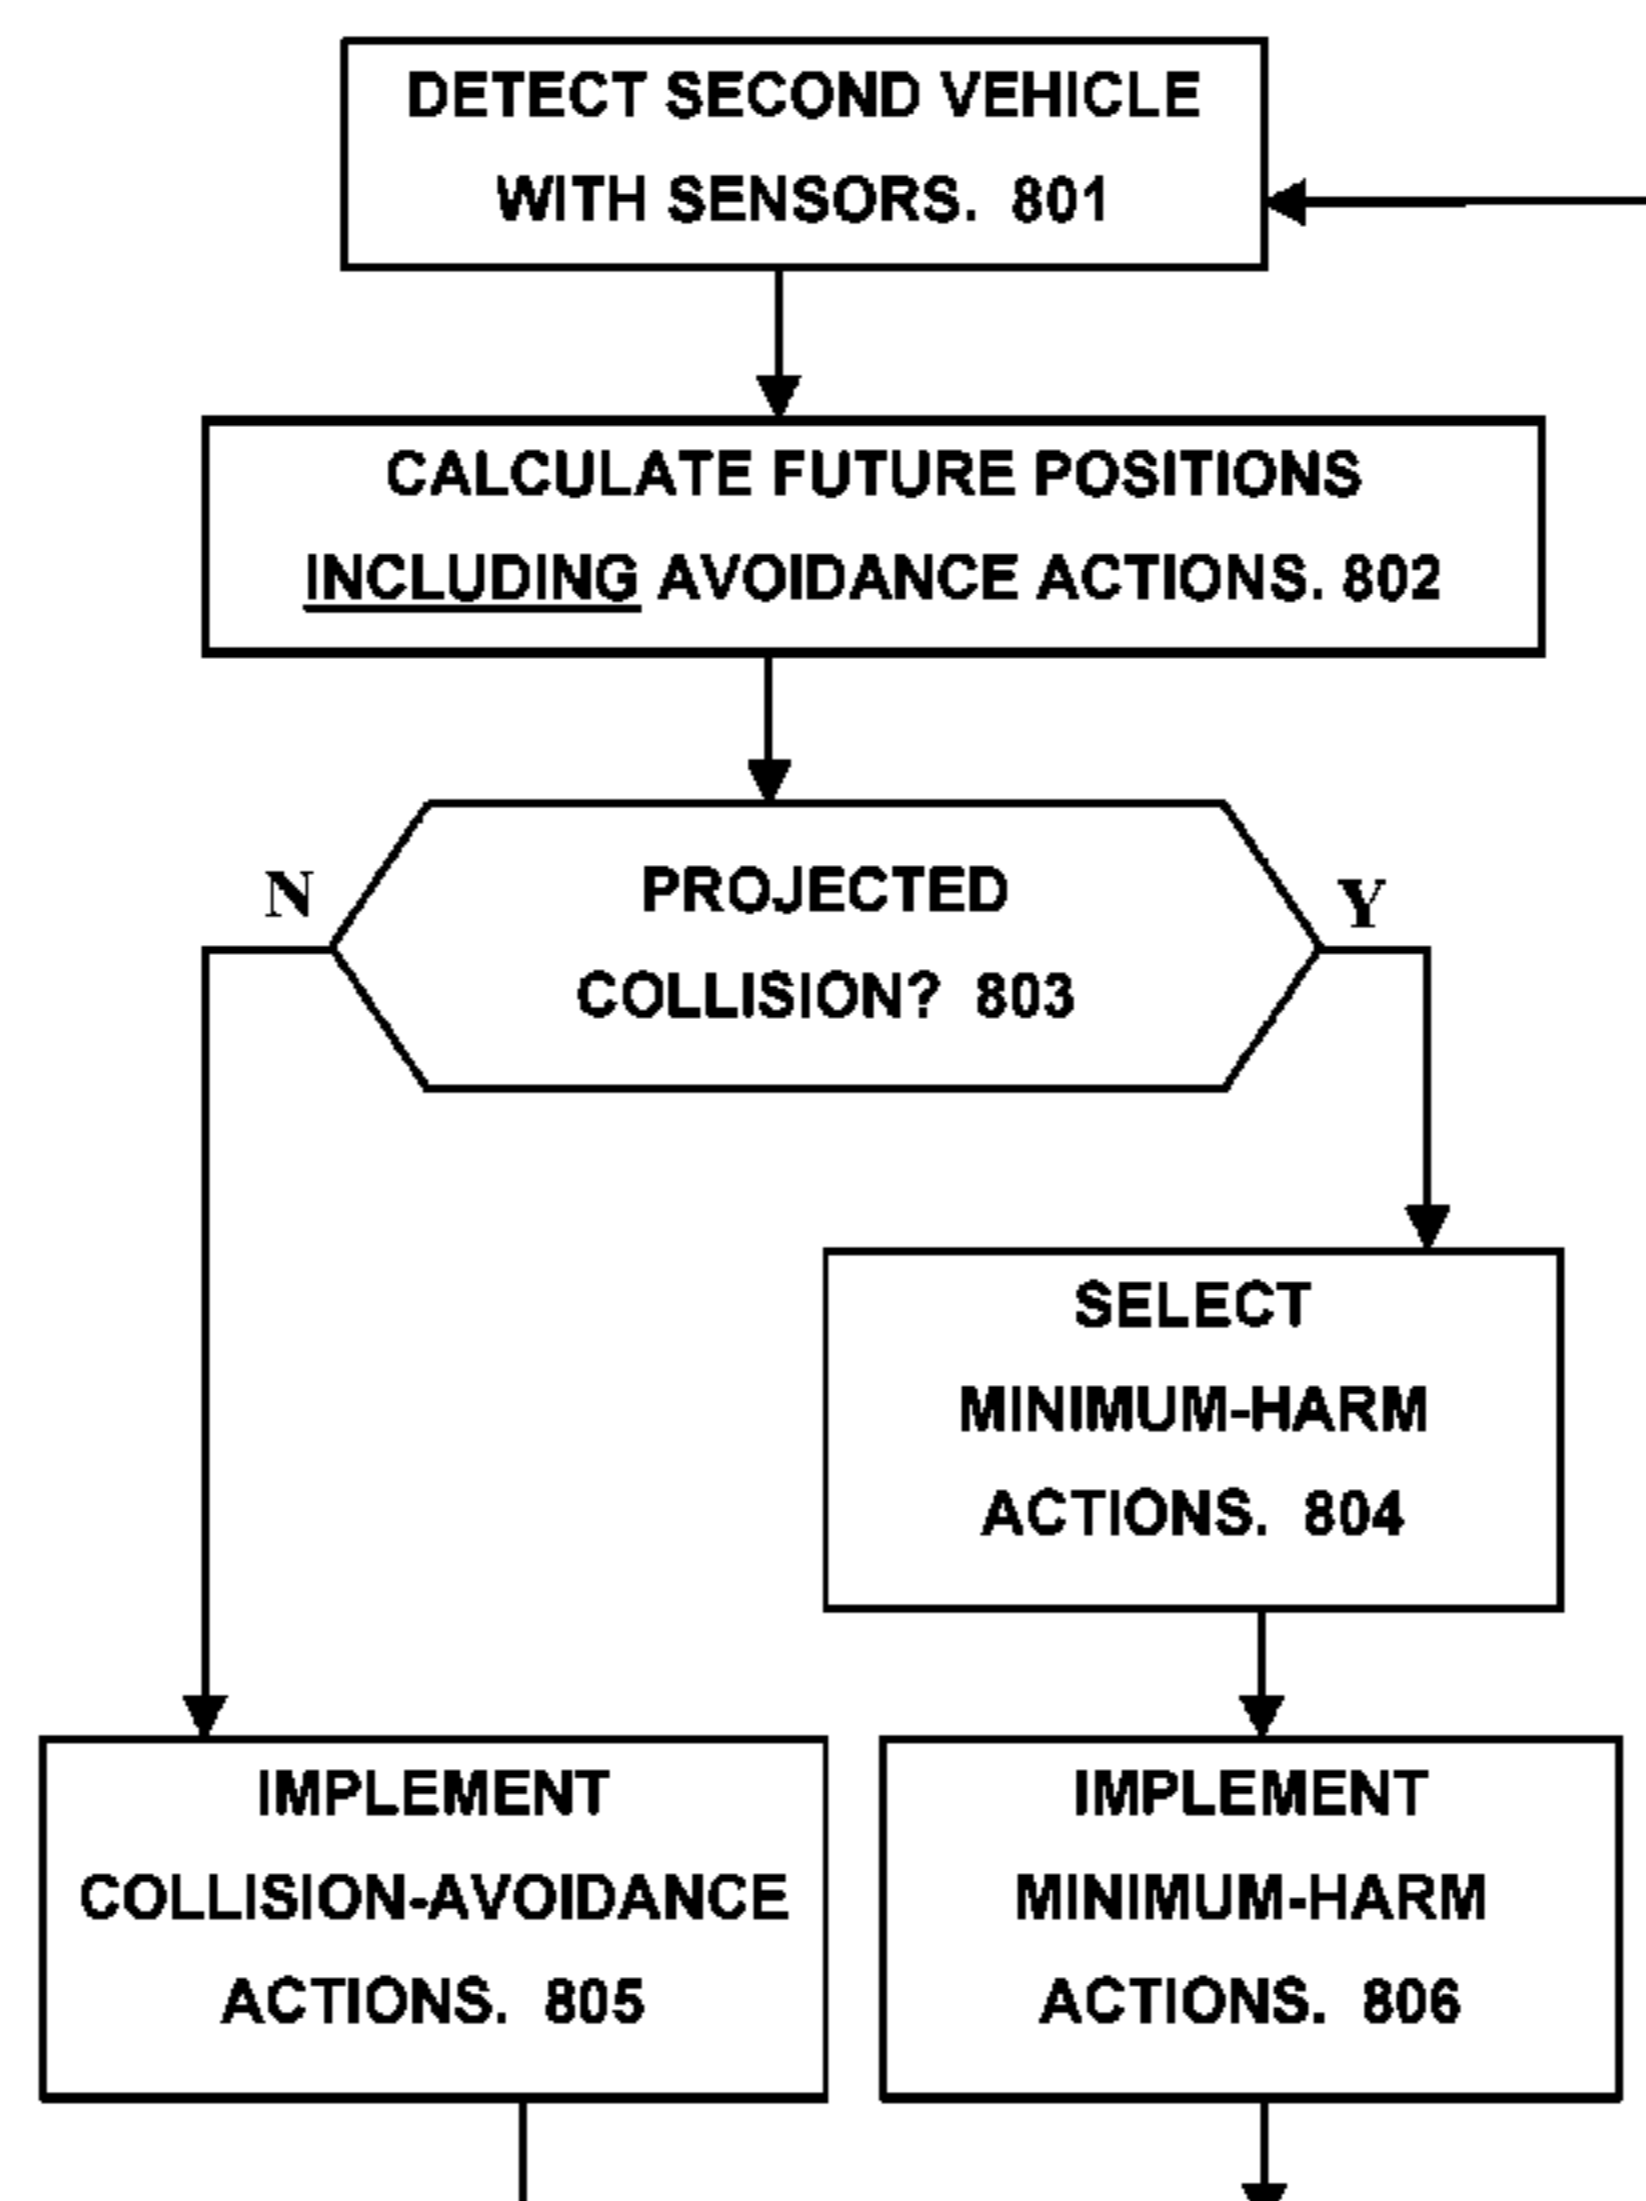 DETECT SECOND VEHICLE
WITH SENSORS. 801
CALCULATE FUTURE POSITIONS
INCLUDING AVOIDANCE ACTIONS. 802
N
PROJECTED
Y
COLLISION? 803
SELECT
MINIMUM-HARM
ACTIONS. 804
IMPLEMENT
COLLISION-AVOIDANCE
ACTIONS. 805
IMPLEMENT
MINIMUM-HARM
ACTIONS. 806